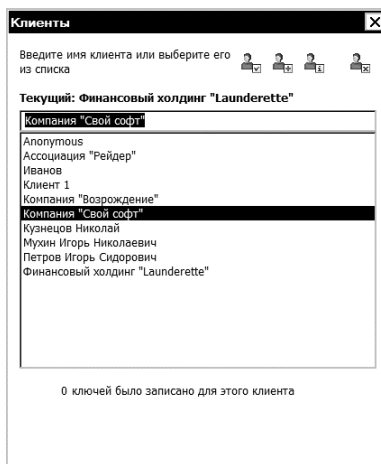 Клиенты
Введите имя клиента или выберите его
из списка
Текущий: Финансовый холдинг "Launderette"
Компания "Свой софт"
Anonymous
Ассоциация "Рейдер"
Иванов
Клиент 1
Компания "Возрождение"
Компания "Свой софт"
Кузнецов Николай
Мухин Игорь Николаевич
Петров Игорь Сидорович
Финансовый холдинг "Launderette"
0 ключей было записано для этого клиента